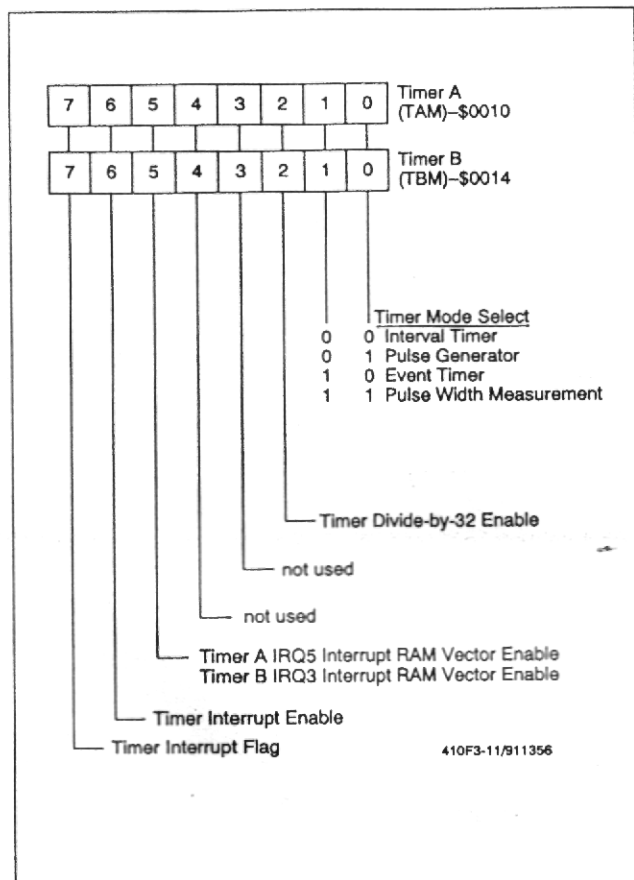 7 6 5 4 3 2 1 0
Timer A
(TAM)–$0010
7 6 5 4 3 2 1 0
Timer B
(TBM)–$0014
Timer Mode Select
0 0 Interval Timer
0 1 Pulse Generator
1 0 Event Timer
1 1 Pulse Width Measurement
Timer Divide-by-32 Enable
not used
not used
Timer A IRQ5 Interrupt RAM Vector Enable
Timer B IRQ3 Interrupt RAM Vector Enable
Timer Interrupt Enable
Timer Interrupt Flag
410F3-11/911356